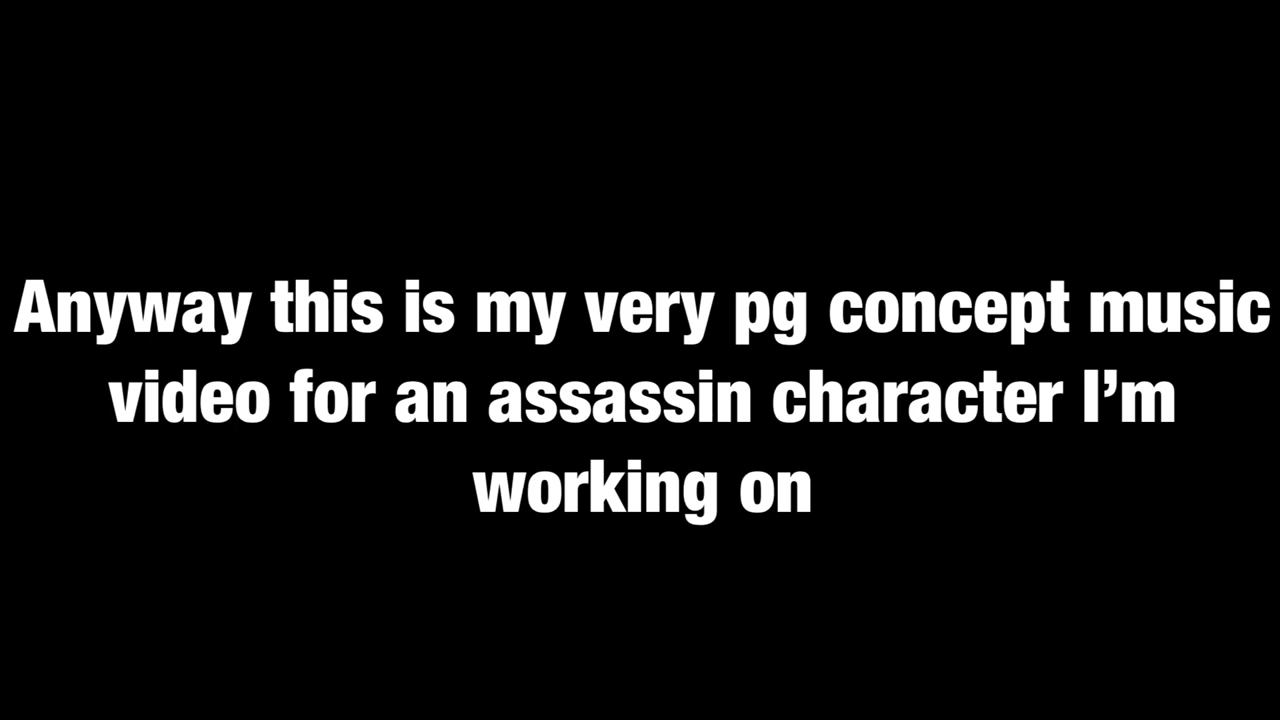 Anyway this is my very pg concept music
video for an assassin character I’m
working on